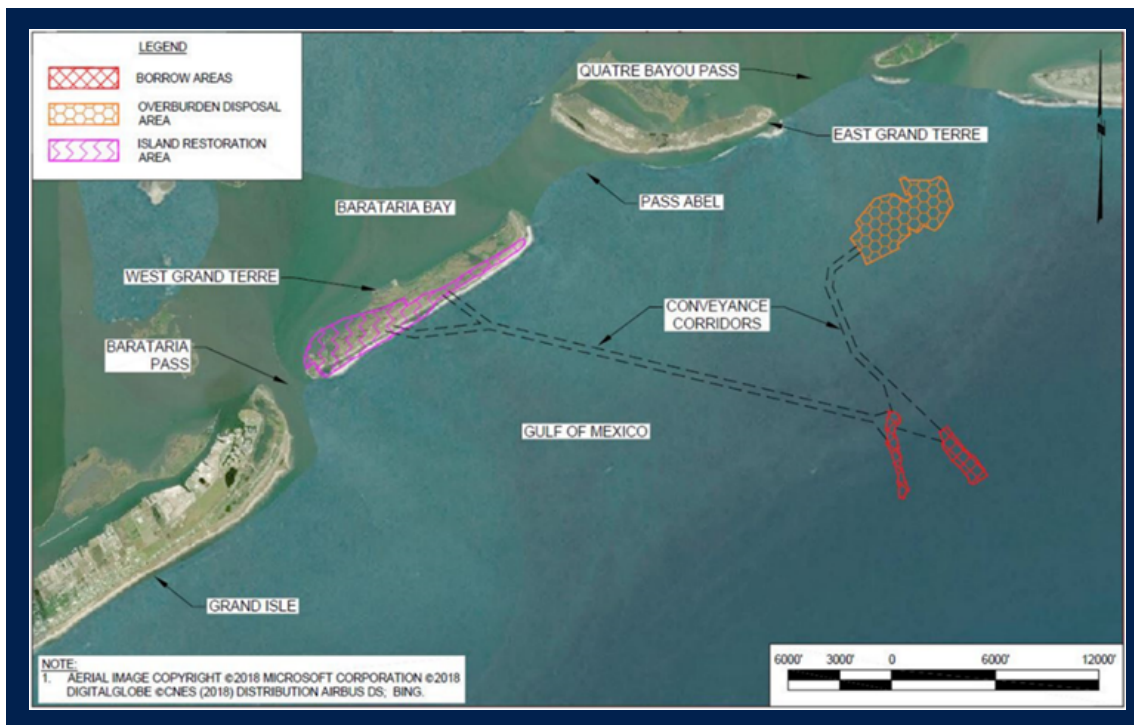 LEGEND
BORROW AREAS
OVERBURDEN DISPOSAL
AREA
ISLAND RESTORATION
AREA
QUATRE BAYOU PASS
EAST GRAND TERRE
PASS ABEL
BARATARIA BAY
WEST GRAND TERRE
CONVEYANCE
CORRIDORS
BARATARIA
PASS
GULF OF MEXICO
GRAND ISLE
NOTE:
1. AERIAL IMAGE COPYRIGHT ©2018 MICROSOFT CORPORATION ©2018
DIGITALGLOBE ©CNES (2018) DISTRIBUTION AIRBUS DS; BING.
6000' 3000' 0 6000' 12000'